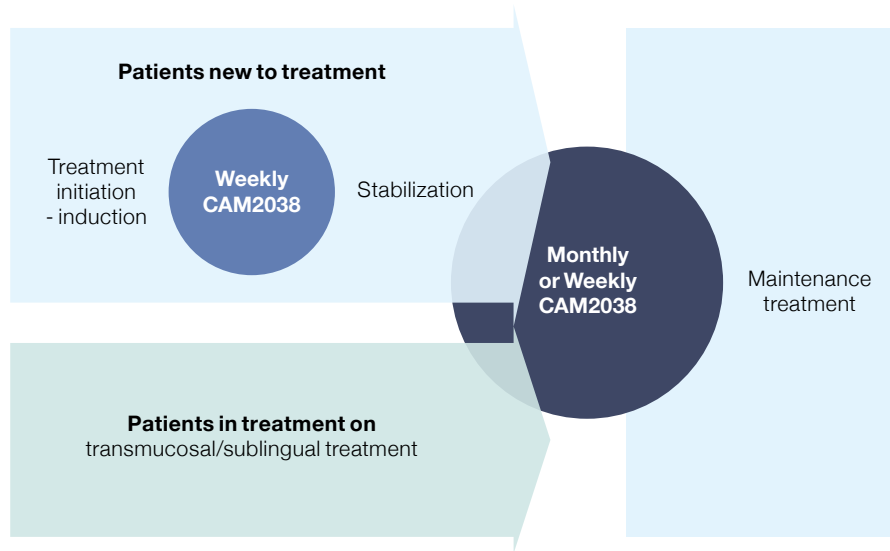 Patients new to treatment
Treatment
initiation
- induction
Weekly
CAM2038
Stabilization
Monthly
or Weekly
CAM2038
Maintenance
treatment
Patients in treatment on
transmucosal/sublingual treatment